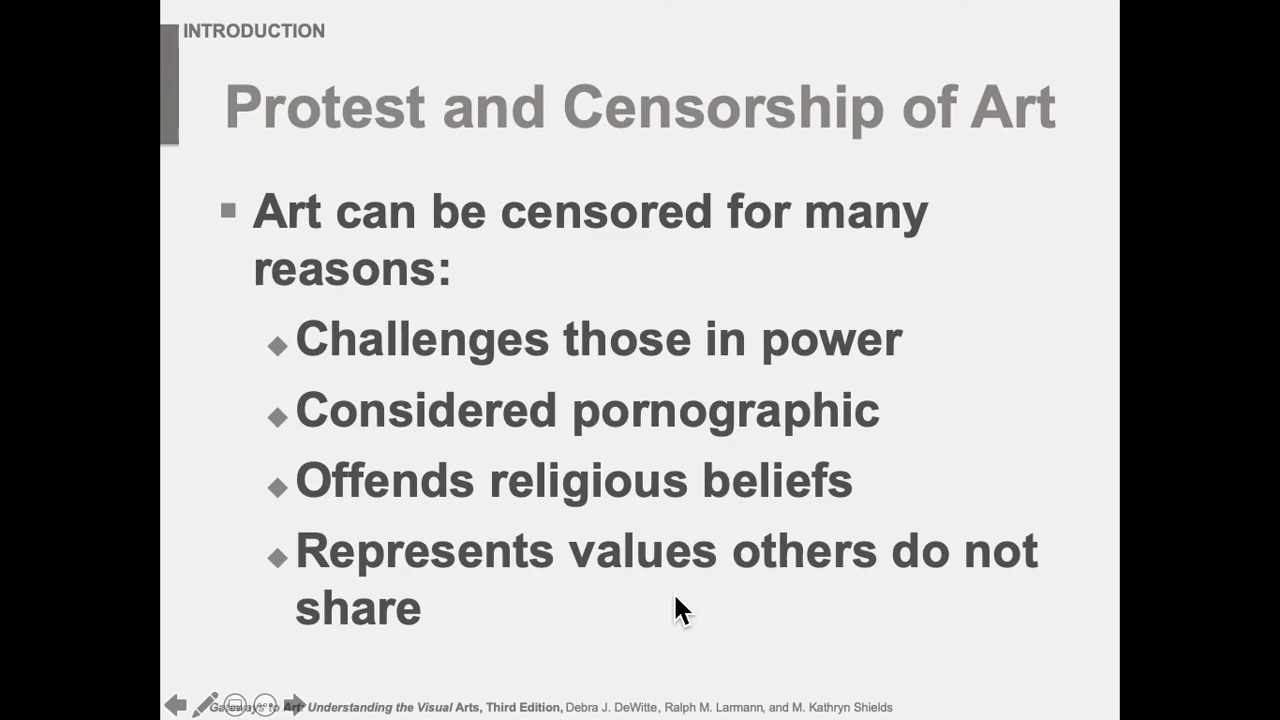 INTRODUCTION
Protest and Censorship of Art
Art can be censored for many
reasons:
Challenges those in power
Considered pornographic
Offends religious beliefs
Represents values others do not
share
Gateways to Art: Understanding the Visual Arts, Third Edition, Debra J. DeWitte, Ralph M. Larmann, and M. Kathryn Shields